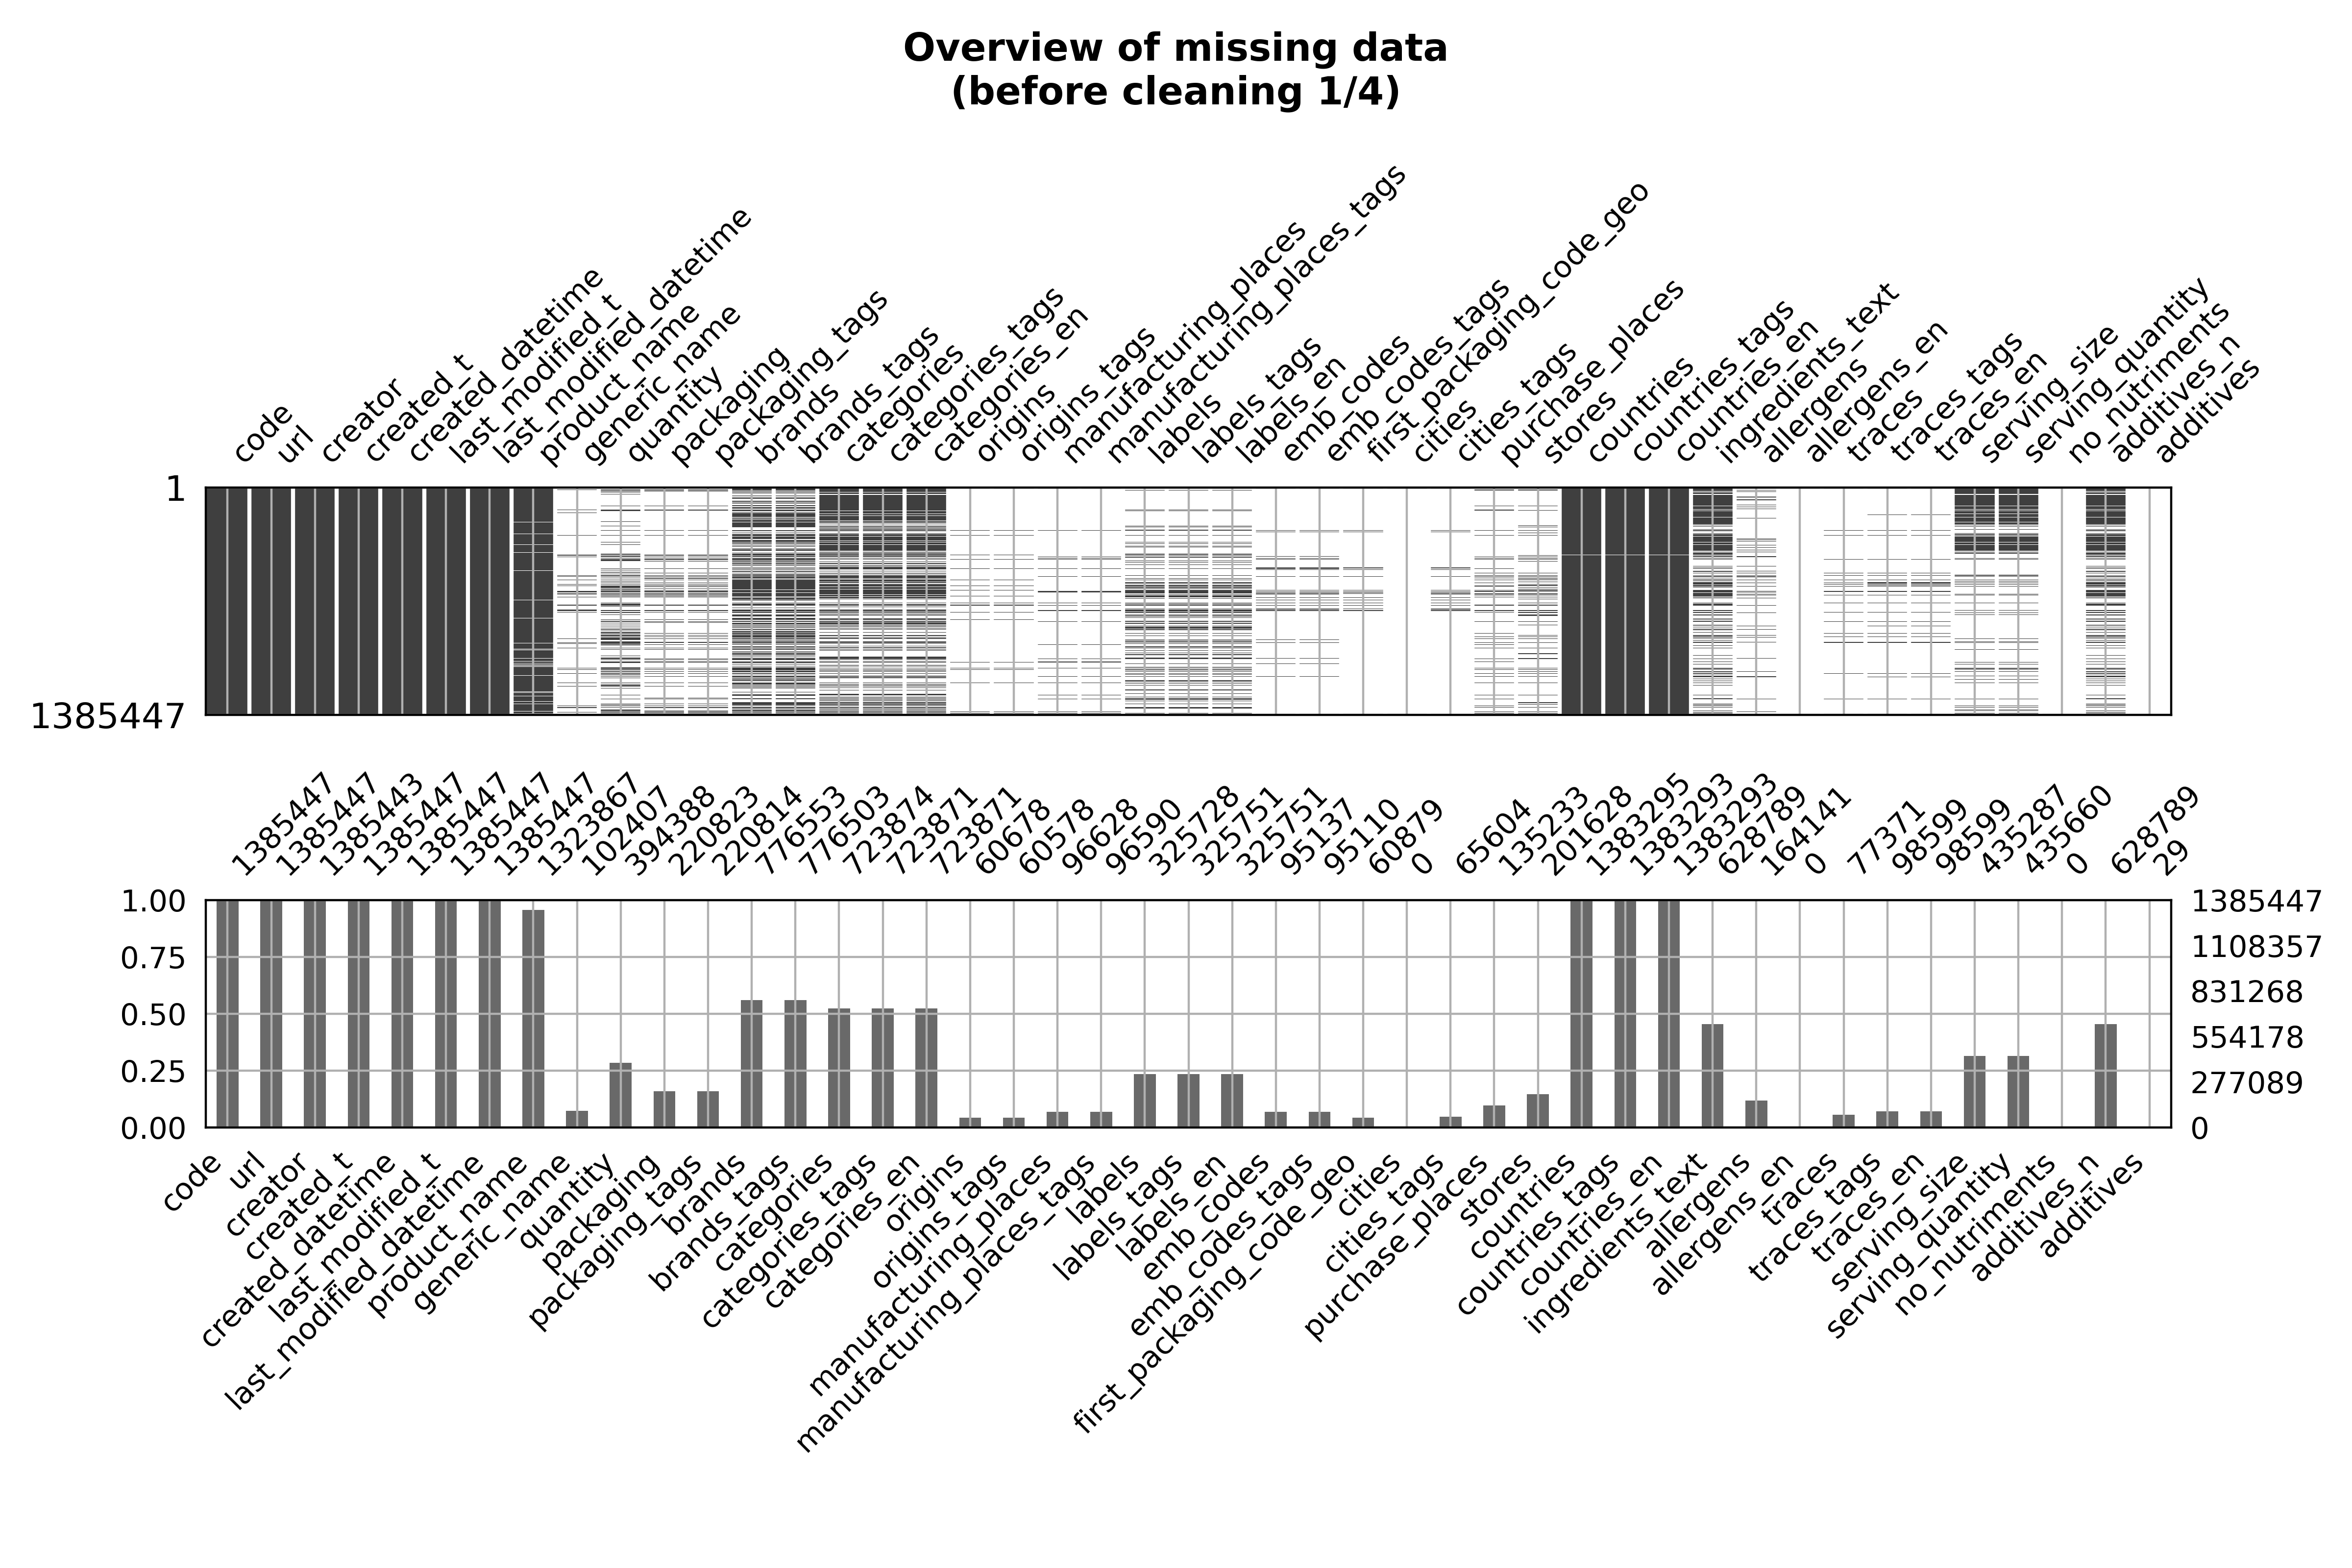 Overview of missing data
(before cleaning 1/4)
code
url
creator
created_t
created_datetime
last_modified_t
last_modified_datetime
product_name
generic_name
quantity
packaging
packaging_tags
brands
brands_tags
categories
categories_tags
categories_en
origins
origins_tags
manufacturing_places
manufacturing_places_tags
labels
labels_tags
labels_en
emb_codes
emb_codes_tags
first_packaging_code_geo
cities
cities_tags
purchase_places
stores
countries
countries_tags
countries_en
ingredients_text
allergens
allergens_en
traces
traces_tags
traces_en
serving_size
serving_quantity
no_nutriments
additives_n
additives
1
1385447
1385447
1385447
1385443
1385447
1385447
1385447
1385447
1323867
102407
394388
220823
220814
776553
776503
723874
723871
723871
60678
60578
96628
96590
325728
325751
325751
95137
95110
60879
0
65604
135233
201628
1383295
1383293
1383293
628789
164141
0
77371
98599
98599
435287
435660
0
628789
29
1.00
0.75
0.50
0.25
0.00
1385447
1108357
831268
554178
277089
0
code
url
creator
created_t
created_datetime
last_modified_t
last_modified_datetime
product_name
generic_name
quantity
packaging
packaging_tags
brands
brands_tags
categories
categories_tags
categories_en
origins
origins_tags
manufacturing_places
manufacturing_places_tags
labels
labels_tags
labels_en
emb_codes
emb_codes_tags
first_packaging_code_geo
cities
cities_tags
purchase_places
stores
countries
countries_tags
countries_en
ingredients_text
allergens
allergens_en
traces
traces_tags
traces_en
serving_size
serving_quantity
no_nutriments
additives_n
additives